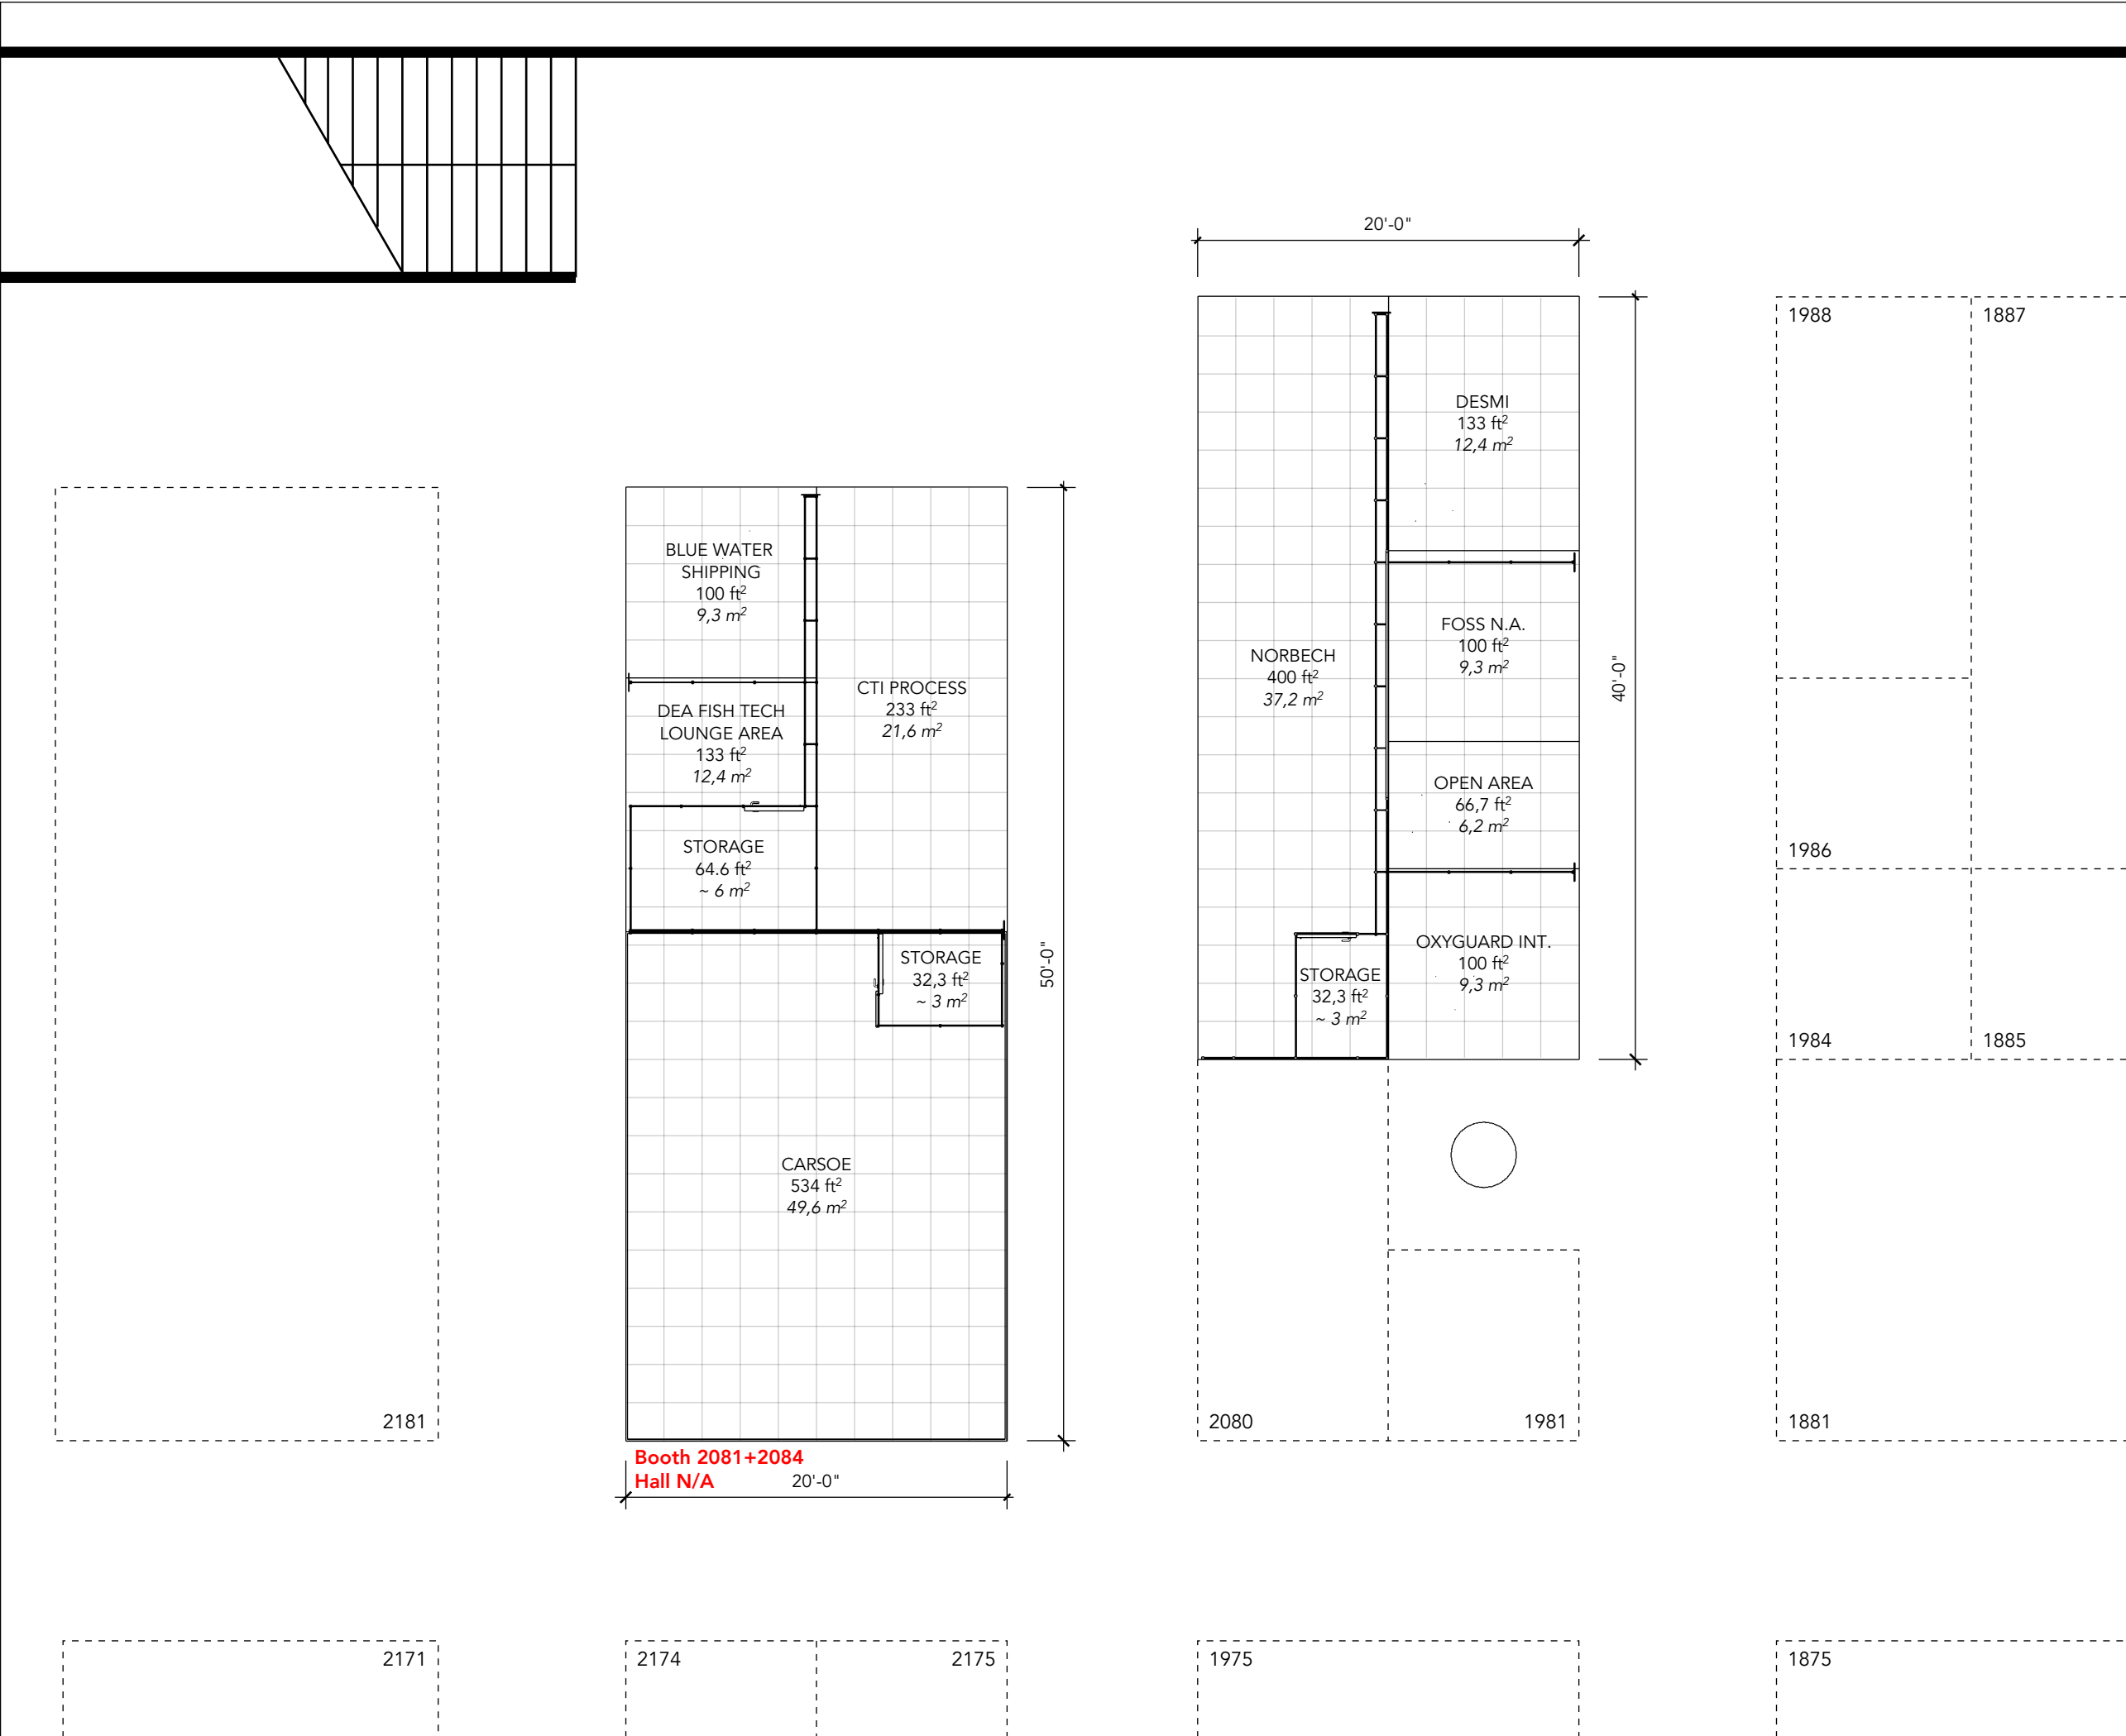 20'-0"
1988
1887
DESMI
133 ft²
12,4 m²
BLUE WATER
SHIPPING
100 ft²
9,3 m²
CTI PROCESS
233 ft²
21,6 m²
DEA FISH TECH
LOUNGE AREA
133 ft²
12,4 m²
STORAGE
64.6 ft²
~ 6 m²
STORAGE
32,3 ft²
~ 3 m²
50'-0"
CARSOE
534 ft²
49,6 m²
NORBECH
400 ft²
37,2 m²
FOSS N.A.
100 ft²
9,3 m²
40'-0"
OPEN AREA
66,7 ft²
6,2 m²
OXYGUARD INT.
100 ft²
9,3 m²
STORAGE
32,3 ft²
~ 3 m²
1986
1984
1885
2181
2080
1981
1881
Booth 2081+2084
Hall N/A
20'-0"
2171
2174
2175
1975
1875